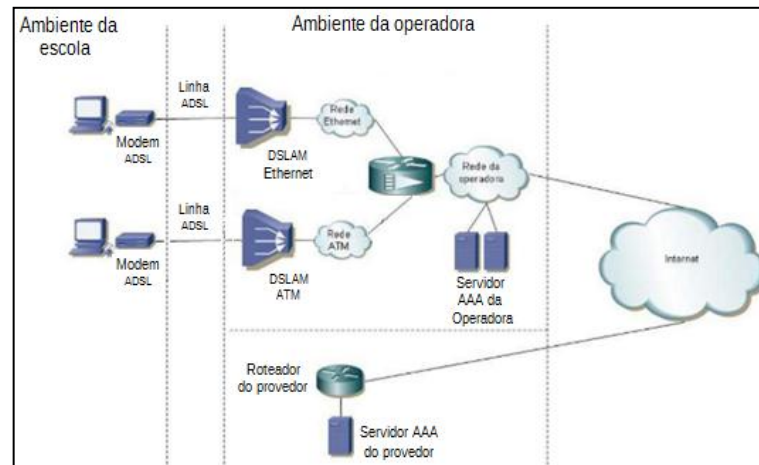 Ambiente da
escola
Ambiente da operadora
Linha
ADSL
Modem
ADSL
DSLAM
Ethernet
Rede
Ethernet
Rede da
operadora
Linha
ADSL
Modem
ADSL
DSLAM
ATM
Rede
ATM
Servidor
AAA da
Operadora
Internet
Roteador
do provedor
Servidor AAA
do provedor